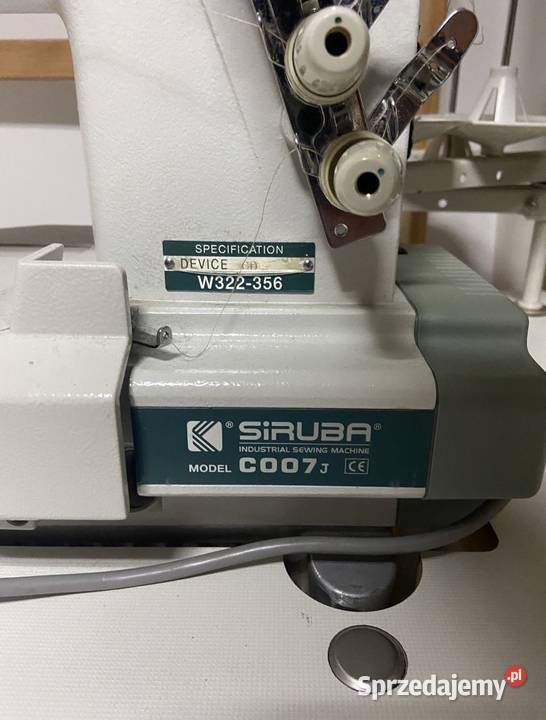 SPECIFICATION
DEVICE
W322-356
SiRUBA®
INDUSTRIAL SEWING MACHINE
MODEL C007J CE
Sprzedajemy.pl